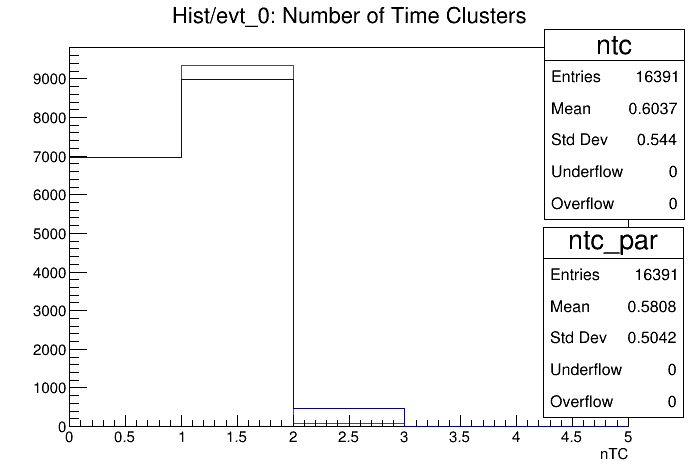 Hist/evt_0: Number of Time Clusters
ntc
Entries 16391
Mean 0.6037
Std Dev 0.544
Underflow 0
Overflow 0
ntc_par
Entries 16391
Mean 0.5808
Std Dev 0.5042
Underflow 0
Overflow 0
9000
8000
7000
6000
5000
4000
3000
2000
1000
0
0 0.5 1 1.5 2 2.5 3 3.5 4 4.5 5
nTC